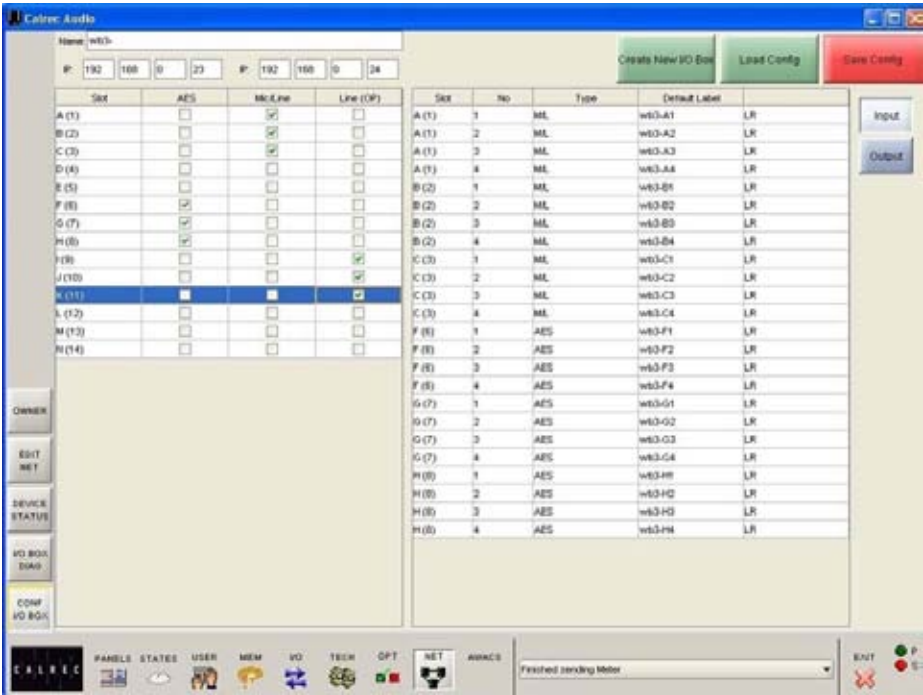 Calrec Audio
Name: wb3-
IP: 192 168 0 23 IP: 192 168 0 24
Create New I/O Box Load Config Save Config
Input
Output
Slot AES Mic/Line Line (OP)
A (1)
B (2)
C (3)
D (4)
E (5)
F (6)
G (7)
H (8)
I (9)
J (10)
K (11)
L (12)
M (13)
N (14)
Slot No Type Default Label
A (1) 1 M/L wb3-A1 LR
A (1) 2 M/L wb3-A2 LR
A (1) 3 M/L wb3-A3 LR
A (1) 4 M/L wb3-A4 LR
B (2) 1 M/L wb3-B1 LR
B (2) 2 M/L wb3-B2 LR
B (2) 3 M/L wb3-B3 LR
B (2) 4 M/L wb3-B4 LR
C (3) 1 M/L wb3-C1 LR
C (3) 2 M/L wb3-C2 LR
C (3) 3 M/L wb3-C3 LR
C (3) 4 M/L wb3-C4 LR
F (6) 1 AES wb3-F1 LR
F (6) 2 AES wb3-F2 LR
F (6) 3 AES wb3-F3 LR
F (6) 4 AES wb3-F4 LR
G (7) 1 AES wb3-G1 LR
G (7) 2 AES wb3-G2 LR
G (7) 3 AES wb3-G3 LR
G (7) 4 AES wb3-G4 LR
H (8) 1 AES wb3-H1 LR
H (8) 2 AES wb3-H2 LR
H (8) 3 AES wb3-H3 LR
H (8) 4 AES wb3-H4 LR
OWNER
EDIT
NET
DEVICE
STATUS
I/O BOX
DIAG
CONF
I/O BOX
CALREC
PANELS STATES USER MEM I/O TECH OPT NET AWACS
Finished sending Meter
EXIT
P